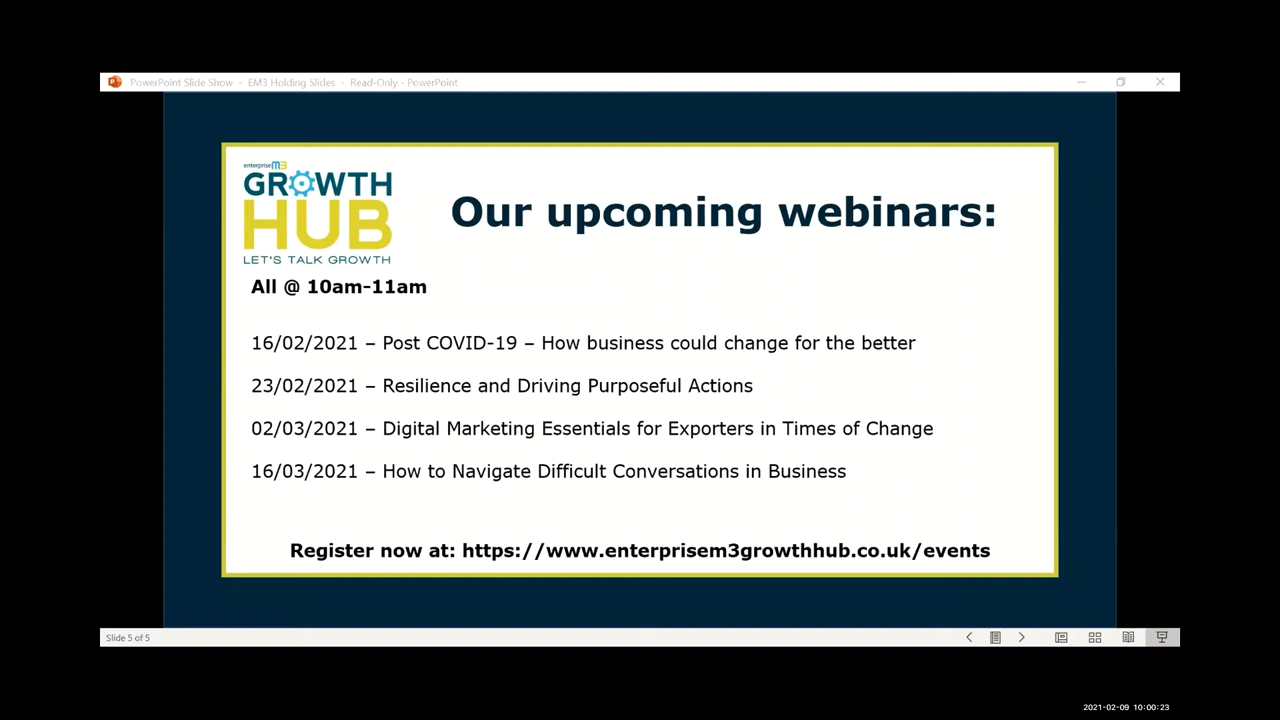 PowerPoint Slide Show - EM3 Holding Slides - Read-Only - PowerPoint
enterprise M3
GROWTH
HUB
LET'S TALK GROWTH
Our upcoming webinars:
All @ 10am-11am
16/02/2021 – Post COVID-19 – How business could change for the better
23/02/2021 – Resilience and Driving Purposeful Actions
02/03/2021 – Digital Marketing Essentials for Exporters in Times of Change
16/03/2021 – How to Navigate Difficult Conversations in Business
Register now at: https://www.enterprisem3growthhub.co.uk/events
Slide 5 of 5
2021-02-09 10:00:23